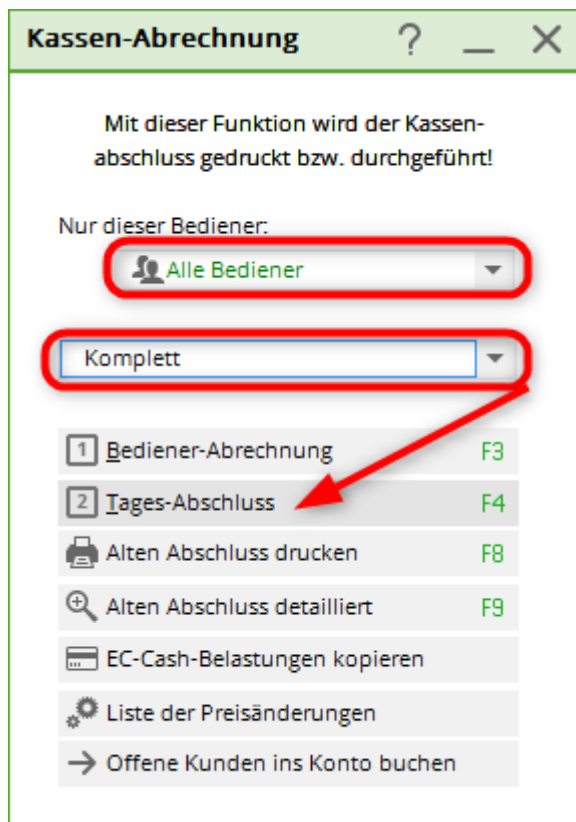 Kassen-Abrechnung ?
Mit dieser Funktion wird der Kassen-
abschluss gedruckt bzw. durchgeführt!
Nur dieser Bediener:
Alle Bediener
Komplett
1 Bediener-Abrechnung F3
2 Tages-Abschluss F4
Alten Abschluss drucken F8
Alten Abschluss detailliert F9
EC-Cash-Belastungen kopieren
Liste der Preisänderungen
Offene Kunden ins Konto buchen